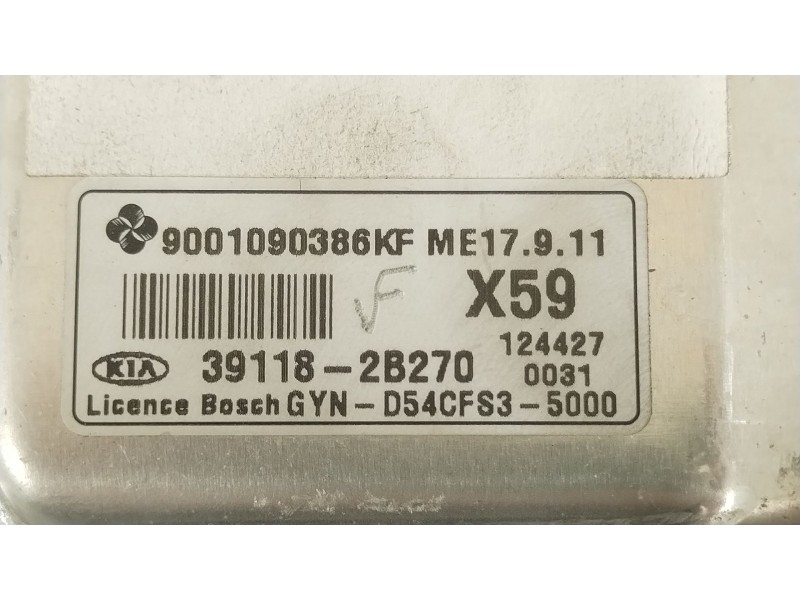 9001090386KF ME17.9.11
X59
124427
KIA 39118-2B270 0031
Licence Bosch GYN-D54CFS3-5000